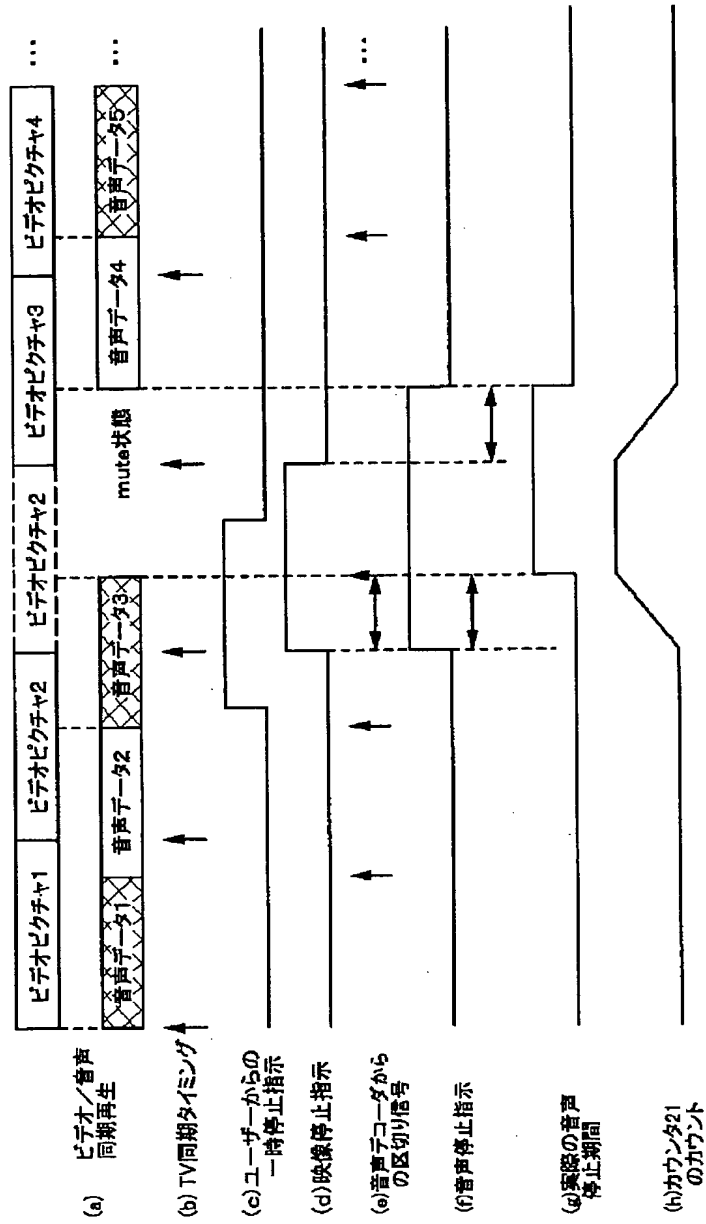 (a) ビデオ/音声
同期再生
ビデオピクチャ1
ビデオピクチャ2
ビデオピクチャ2
ビデオピクチャ3
ビデオピクチャ4
…
音声データ1
音声データ2
音声データ3
mute状態
音声データ4
音声データ5
…
(b) TV同期タイミング
(c) ユーザーからの
一時停止指示
(d) 映像停止指示
(e) 音声デコーダから
の区切り信号
…
(f) 音声停止指示
(g) 実際の音声
停止期間
(h) カウンタ21
のカウント